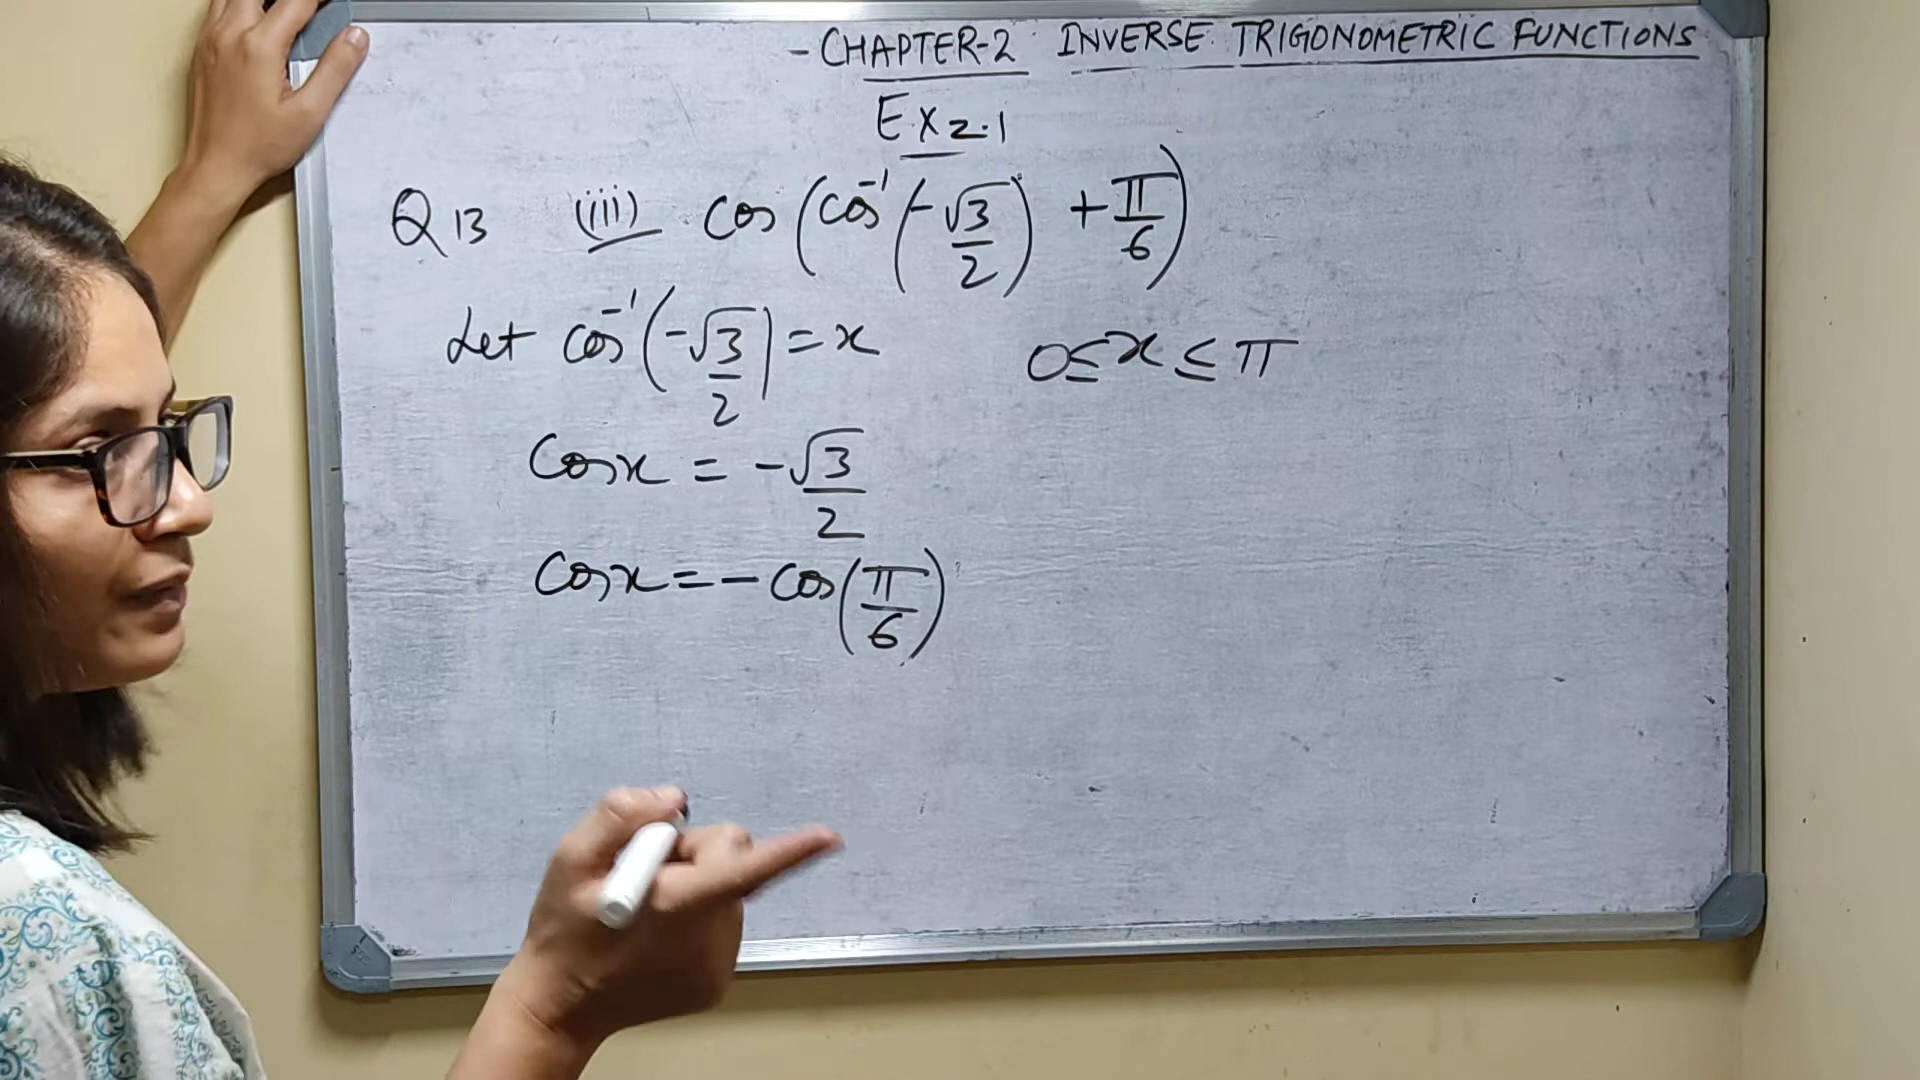 - CHAPTER-2 INVERSE TRIGONOMETRIC FUNCTIONS
Ex 2.1
Q 13 (iii) cos(cos⁻¹(-√3/2) + π/6)
Let cos⁻¹(-√3/2) = x 0 ≤ x ≤ π
Cos x = -√3/2
Cos x = - cos(π/6)